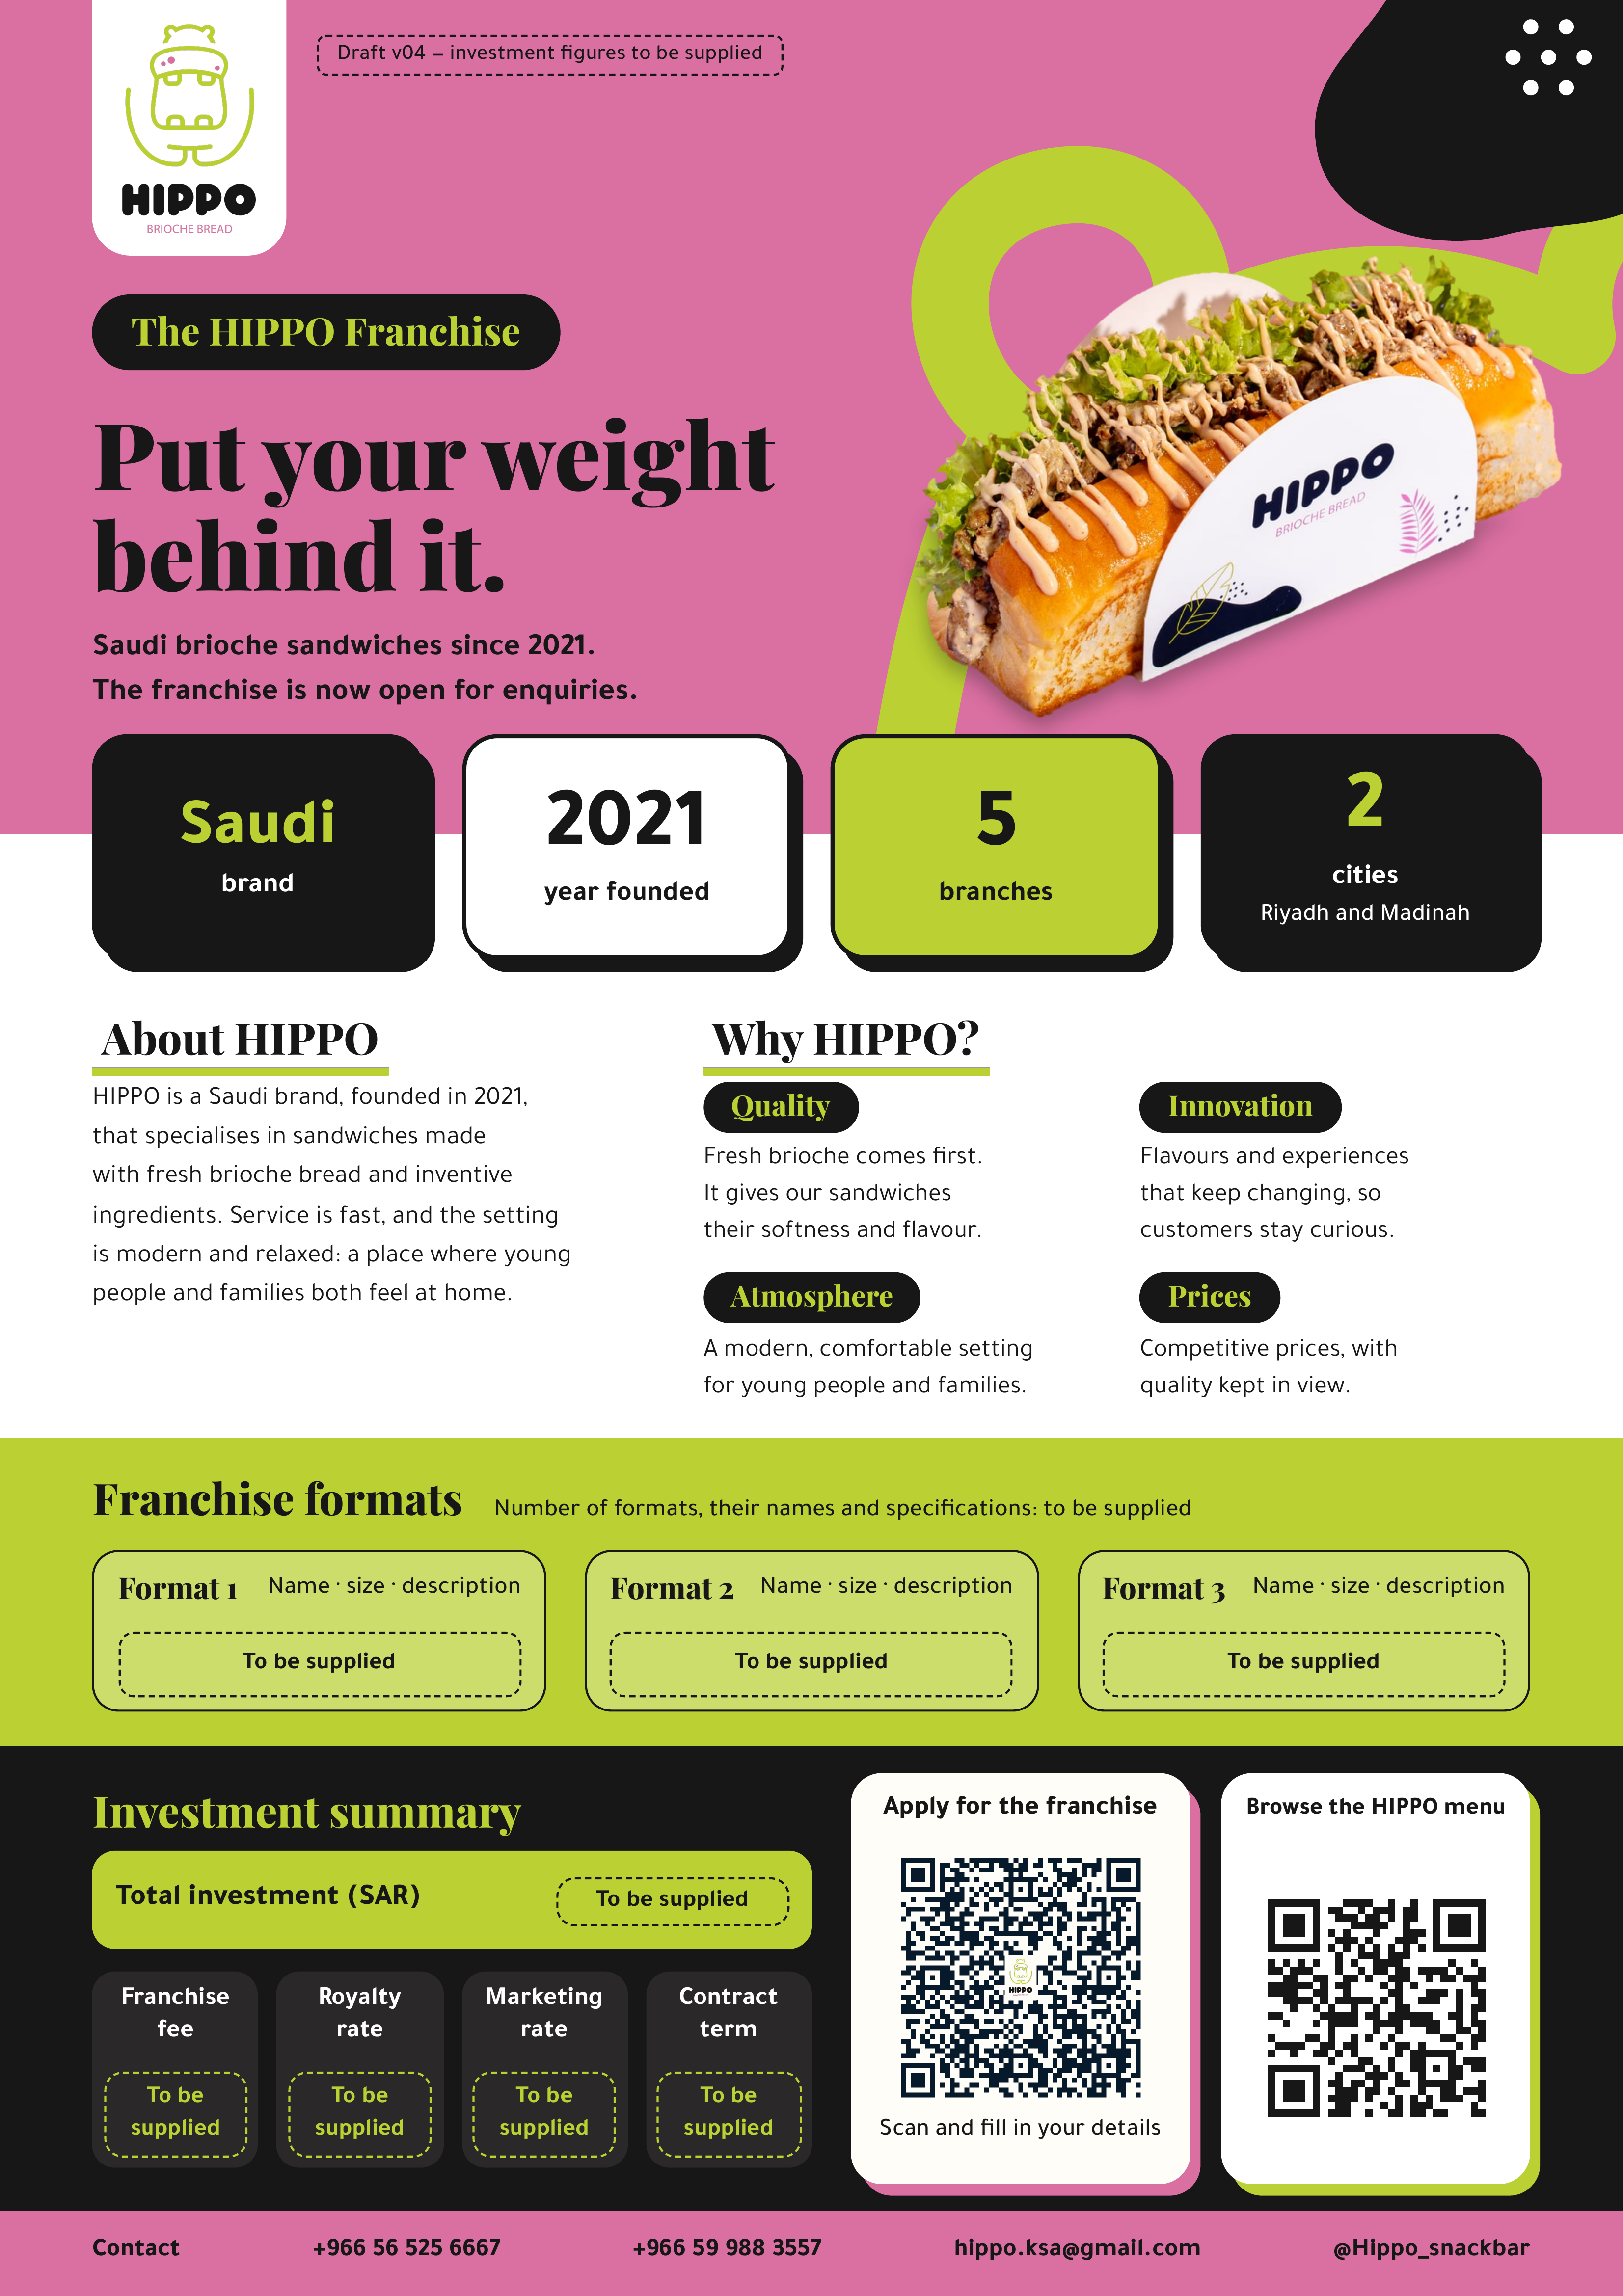 HIPPO
BRIOCHE BREAD
Draft v04 – investment figures to be supplied
The HIPPO Franchise
Put your weight
behind it.
Saudi brioche sandwiches since 2021.
The franchise is now open for enquiries.
HIPPO
BRIOCHE BREAD
Saudi
brand
2021
year founded
5
branches
2
cities
Riyadh and Madinah
About HIPPO
HIPPO is a Saudi brand, founded in 2021,
that specialises in sandwiches made
with fresh brioche bread and inventive
ingredients. Service is fast, and the setting
is modern and relaxed: a place where young
people and families both feel at home.
Why HIPPO?
Quality
Fresh brioche comes first.
It gives our sandwiches
their softness and flavour.
Innovation
Flavours and experiences
that keep changing, so
customers stay curious.
Atmosphere
A modern, comfortable setting
for young people and families.
Prices
Competitive prices, with
quality kept in view.
Franchise formats
Number of formats, their names and specifications: to be supplied
Format 1 Name · size · description
To be supplied
Format 2 Name · size · description
To be supplied
Format 3 Name · size · description
To be supplied
Investment summary
Total investment (SAR)
To be supplied
Franchise
fee
To be
supplied
Royalty
rate
To be
supplied
Marketing
rate
To be
supplied
Contract
term
To be
supplied
Apply for the franchise
HIPPO
Scan and fill in your details
Browse the HIPPO menu
Contact
+966 56 525 6667
+966 59 988 3557
hippo.ksa@gmail.com
@Hippo_snackbar